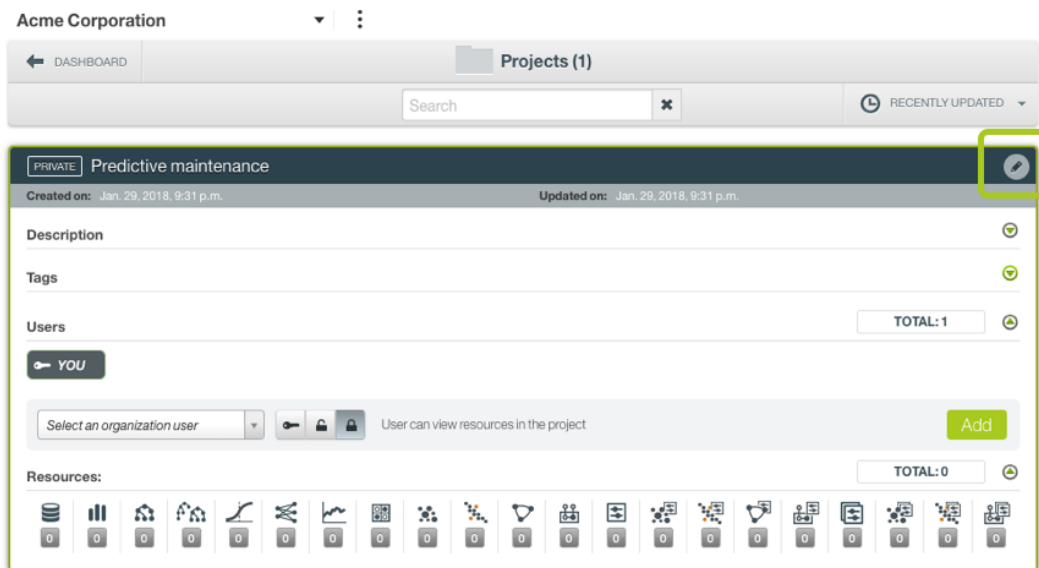 Acme Corporation
DASHBOARD
Projects (1)
Search
RECENTLY UPDATED
PRIVATE Predictive maintenance
Created on: Jan. 29, 2018, 9:31 p.m.
Updated on: Jan. 29, 2018, 9:31 p.m.
Description
Tags
Users
TOTAL: 1
YOU
Select an organization user
User can view resources in the project
Add
Resources:
TOTAL: 0
0 0 0 0 0 0 0 0 0 0 0 0 0 0 0 0 0 0 0 0 0